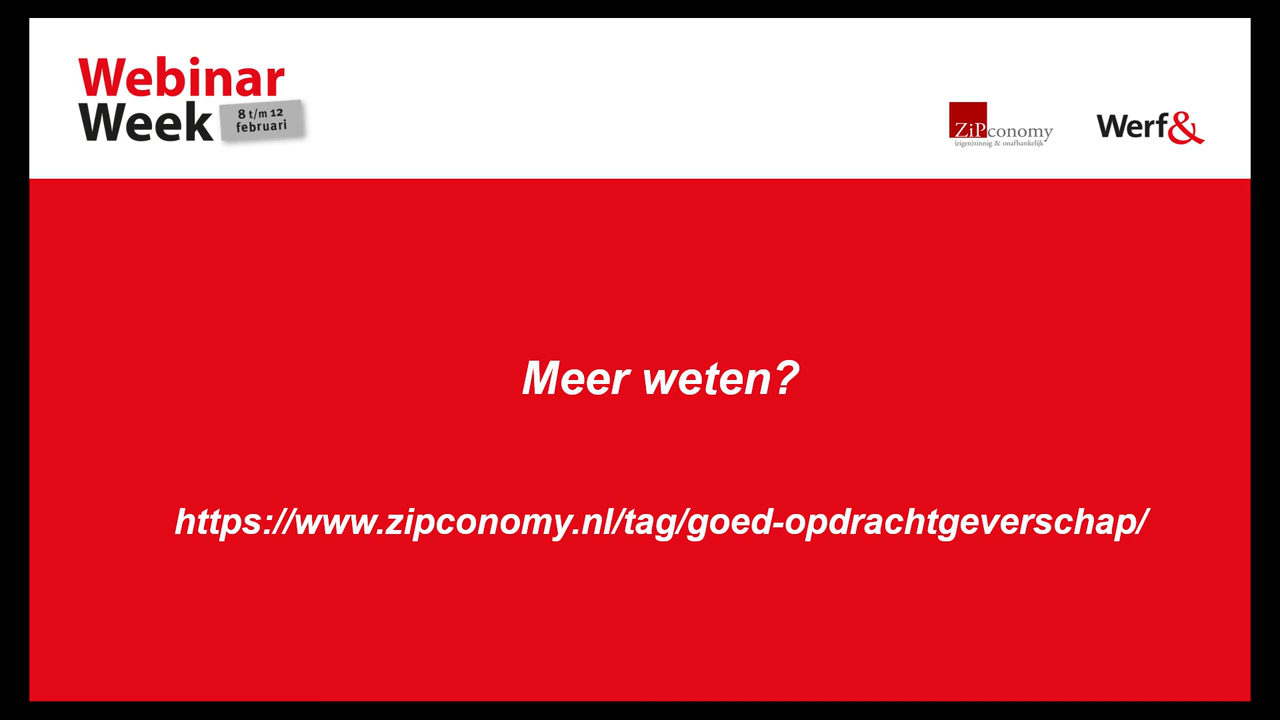 Webinar
Week
8 t/m 12
februari
ZiPconomy
(eigen)zinnig & onafhankelijk
Werf&
Meer weten?
https://www.zipconomy.nl/tag/goed-opdrachtgeverschap/